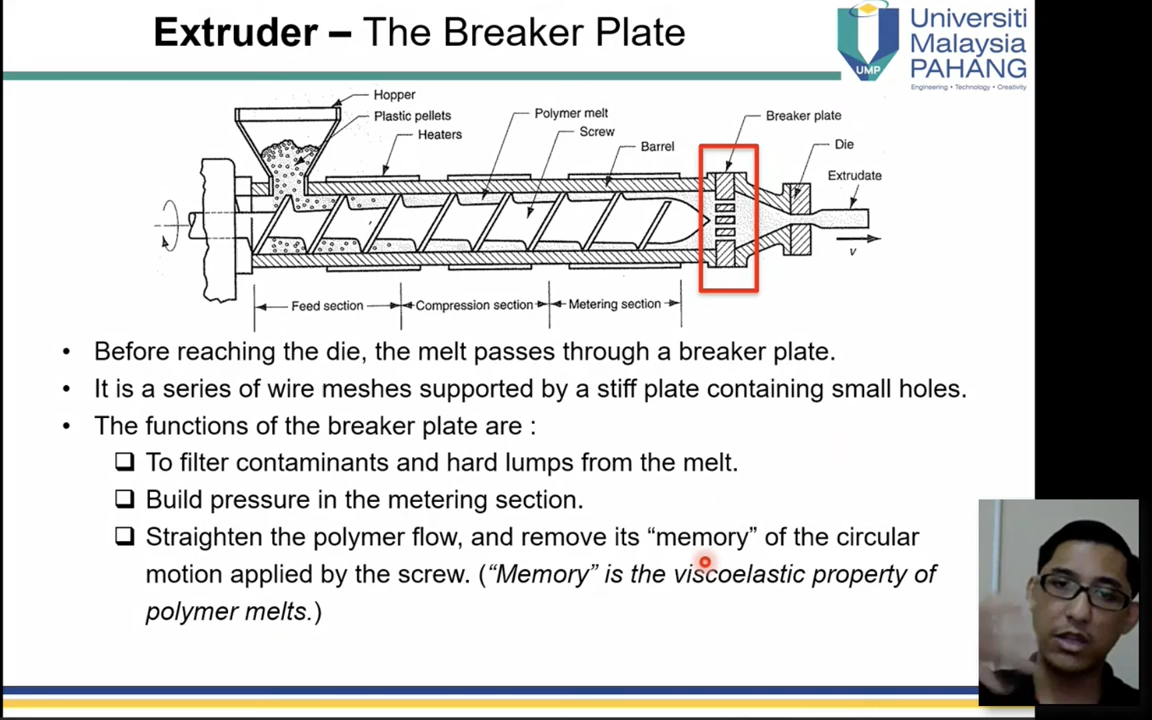 Extruder – The Breaker Plate
Universiti
Malaysia
PAHANG
UMP
Engineering • Technology • Creativity
Hopper
Plastic pellets
Heaters
Polymer melt
Screw
Barrel
Breaker plate
Die
Extrudate
v
Feed section
Compression section
Metering section
• Before reaching the die, the melt passes through a breaker plate.
• It is a series of wire meshes supported by a stiff plate containing small holes.
• The functions of the breaker plate are :
❑ To filter contaminants and hard lumps from the melt.
❑ Build pressure in the metering section.
❑ Straighten the polymer flow, and remove its “memory” of the circular
motion applied by the screw. (“Memory” is the viscoelastic property of
polymer melts.)